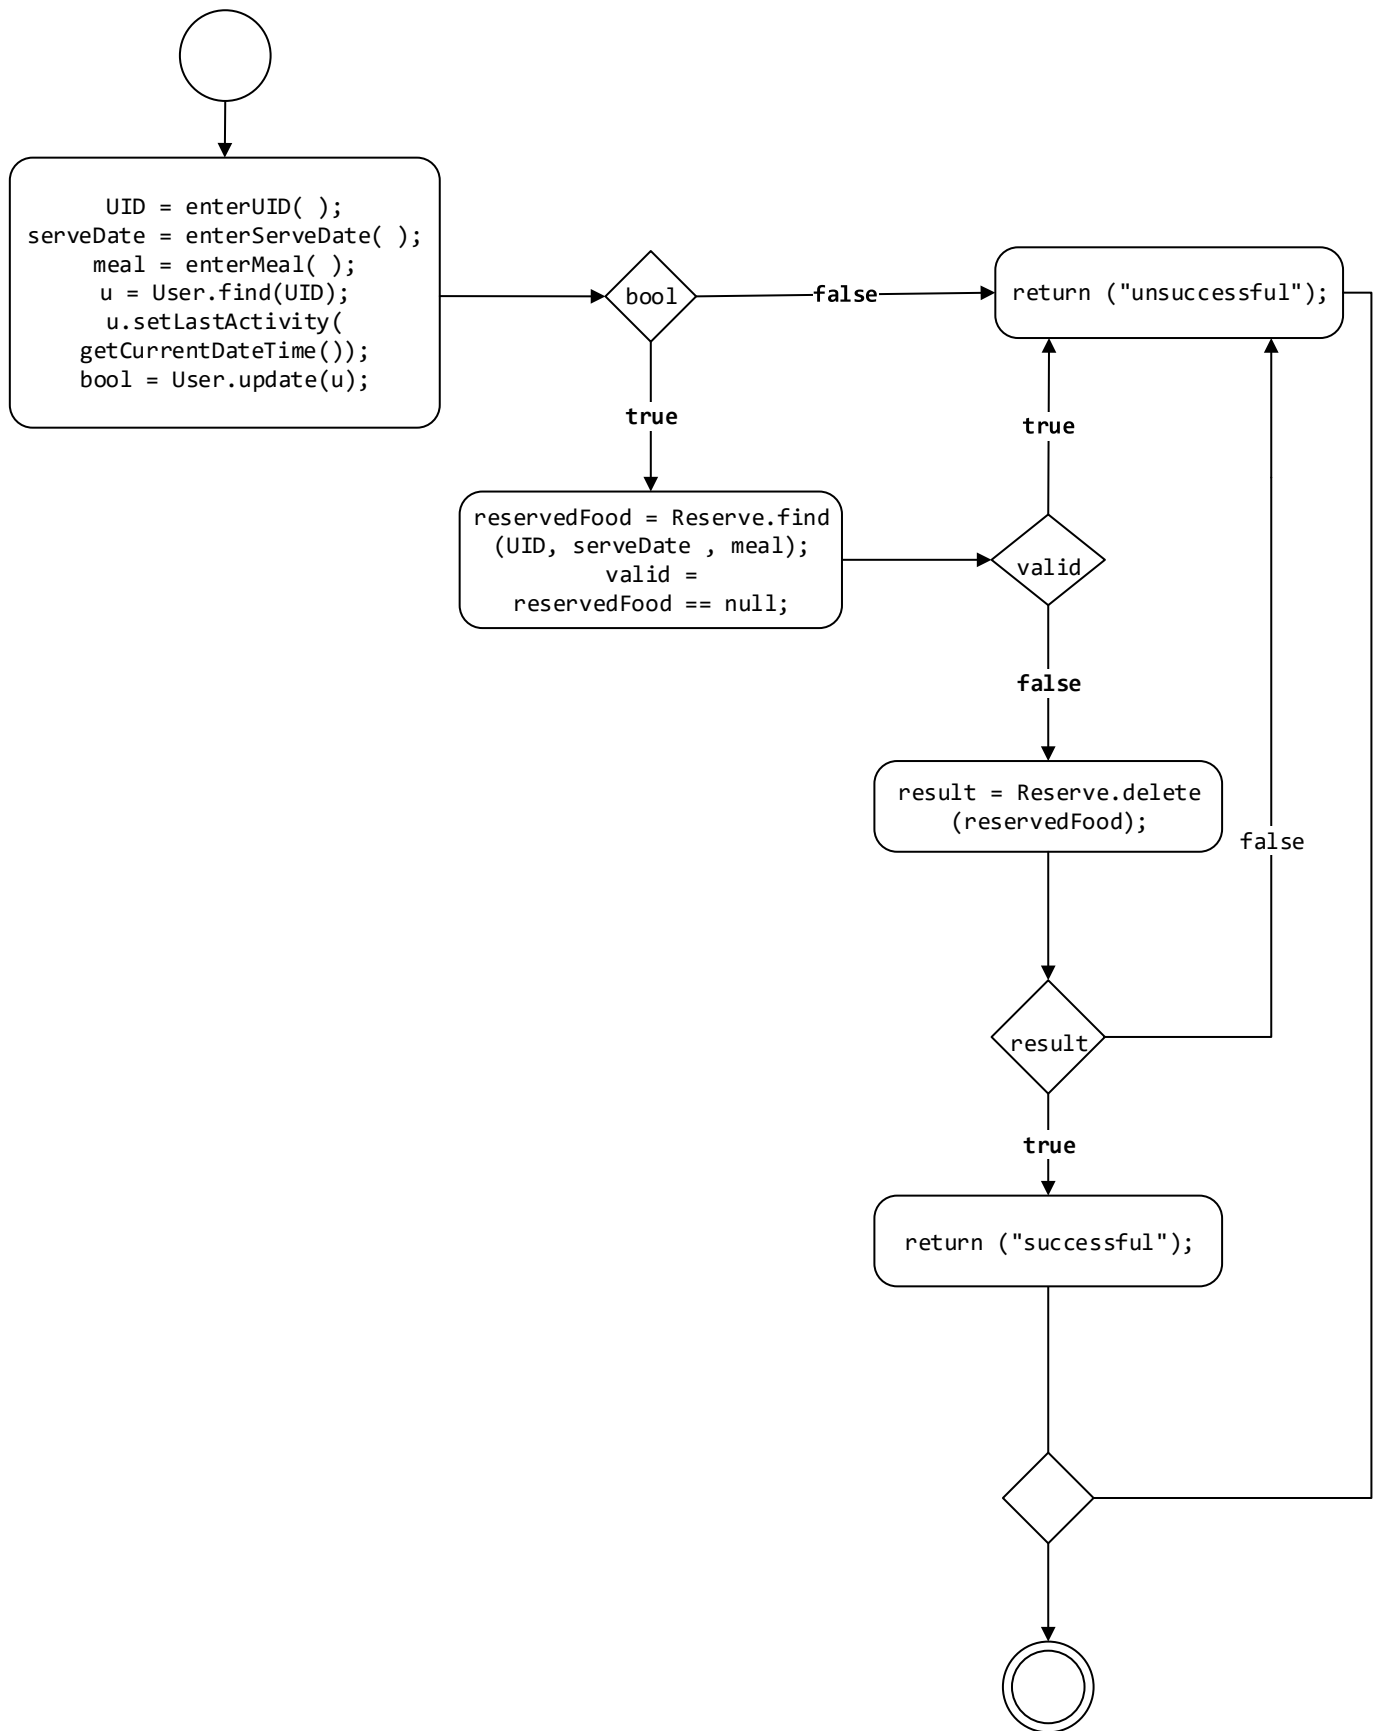 UID = enterUID( );
serveDate = enterServeDate( );
meal = enterMeal( );
u = User.find(UID);
u.setLastActivity(
getCurrentDateTime());
bool = User.update(u);
bool
false
return ("unsuccessful");
true
true
reservedFood = Reserve.find
(UID, serveDate , meal);
valid =
reservedFood == null;
valid
false
result = Reserve.delete
(reservedFood);
false
result
true
return ("successful");